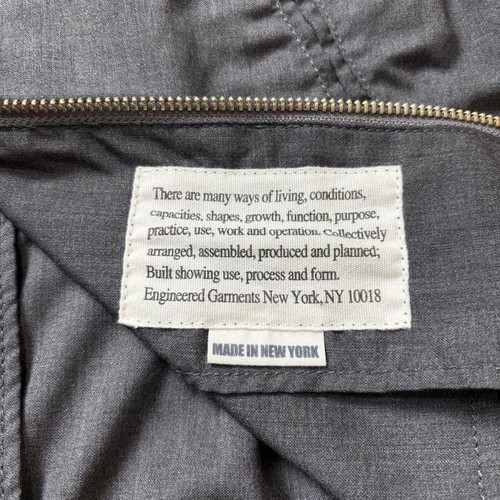 There are many ways of living, conditions,
capacities, shapes, growth, function, purpose,
practice, use, work and operation. Collectively
arranged, assembled, produced and planned;
Built showing use, process and form.
Engineered Garments New York, NY 10018
MADE IN NEW YORK